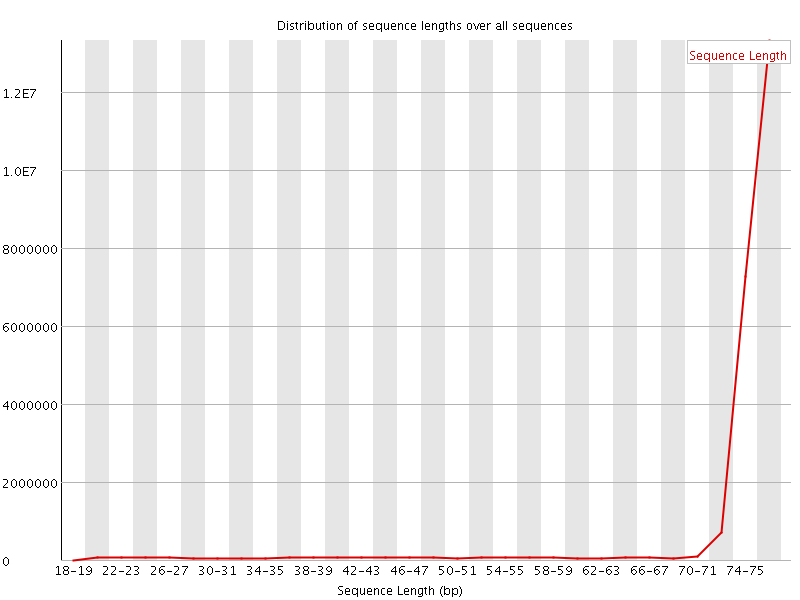 Distribution of sequence lengths over all sequences
Sequence Length
1.2E7
1.0E7
8000000
6000000
4000000
2000000
0
18-19 22-23 26-27 30-31 34-35 38-39 42-43 46-47 50-51 54-55 58-59 62-63 66-67 70-71 74-75
Sequence Length (bp)